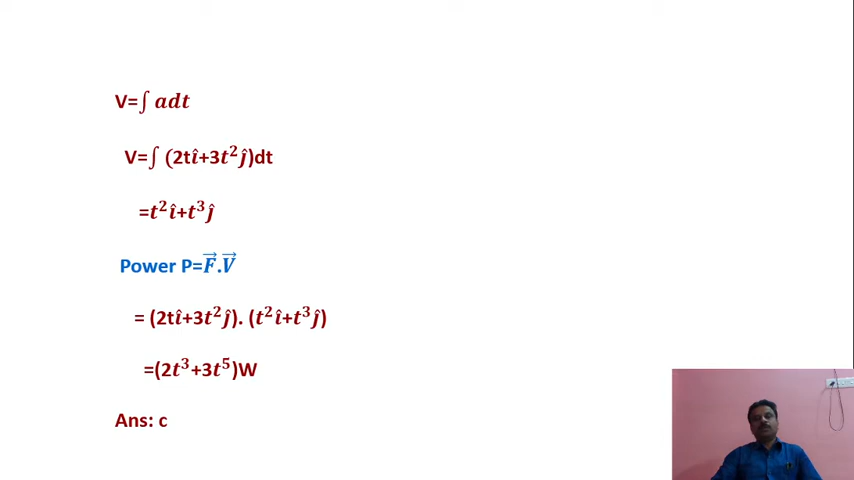 V=∫ adt
V=∫ (2tî+3t²ĵ)dt
=t²î+t³ĵ
Power P=F⃗.V⃗
= (2tî+3t²ĵ). (t²î+t³ĵ)
=(2t³+3t⁵)W
Ans: c